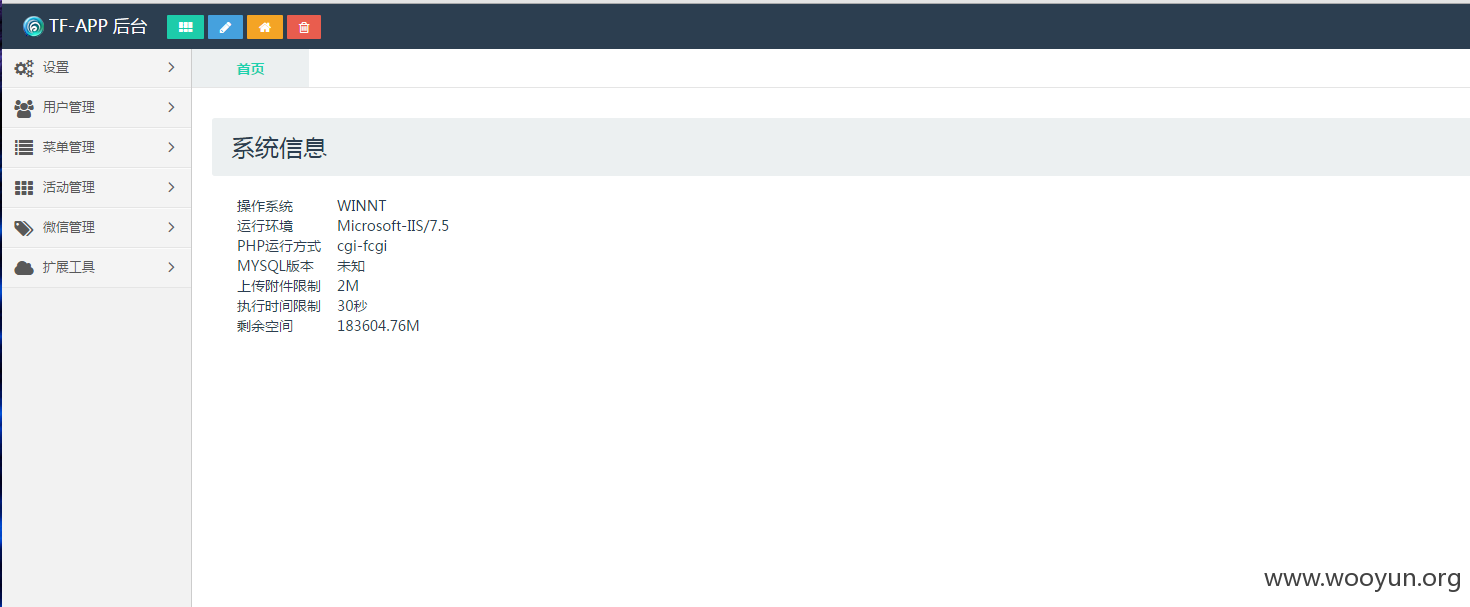 TF-APP 后台
设置
用户管理
菜单管理
活动管理
微信管理
扩展工具
首页
系统信息
操作系统 WINNT
运行环境 Microsoft-IIS/7.5
PHP运行方式 cgi-fcgi
MYSQL版本 未知
上传附件限制 2M
执行时间限制 30秒
剩余空间 183604.76M
www.wooyun.org